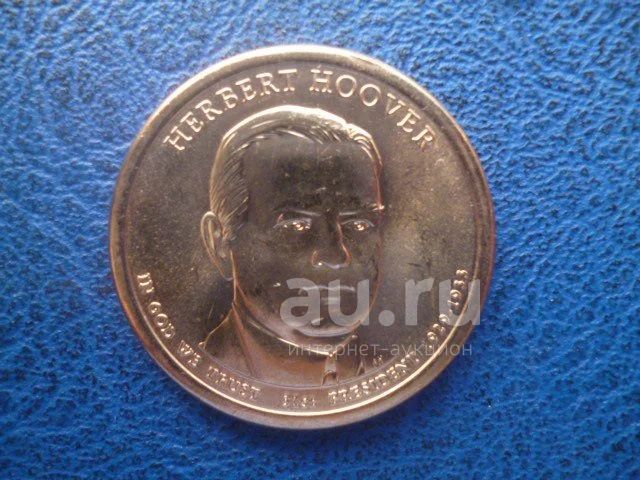 HERBERT HOOVER
IN GOD WE TRUST 31st PRESIDENT 1929-1933
au.ru
интернет-аукцион